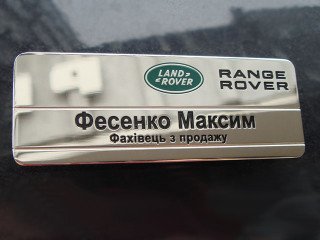 LAND
ROVER
RANGE
ROVER
Фесенко Максим
Фахівець з продажу